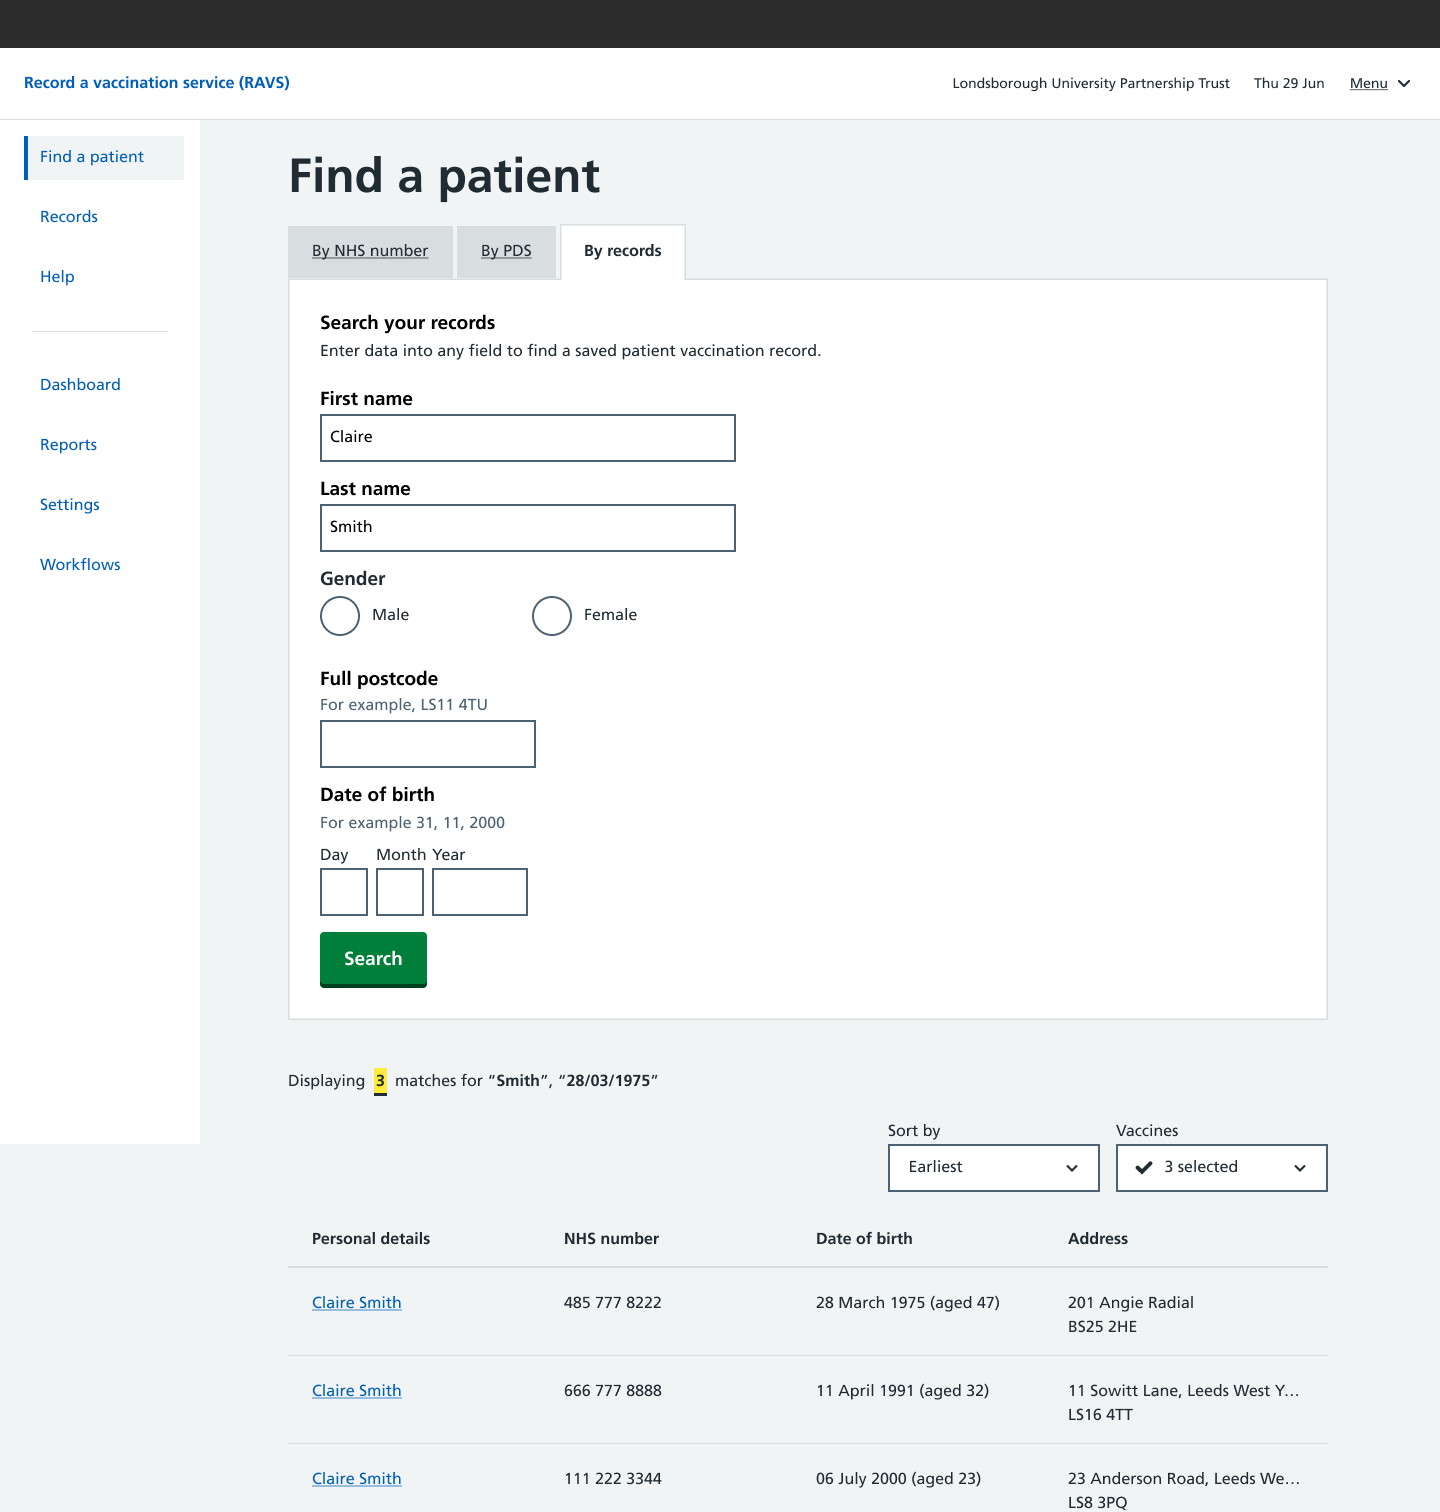 Record a vaccination service (RAVS)
Londsborough University Partnership Trust Thu 29 Jun Menu
Find a patient
Records
Help
Dashboard
Reports
Settings
Workflows
Find a patient
By NHS number By PDS By records
Search your records
Enter data into any field to find a saved patient vaccination record.
First name
Claire
Last name
Smith
Gender
Male Female
Full postcode
For example, LS11 4TU
Date of birth
For example 31, 11, 2000
Day Month Year
Search
Displaying 3 matches for “Smith”, “28/03/1975”
Sort by Vaccines
Earliest 3 selected
Personal details NHS number Date of birth Address
Claire Smith 485 777 8222 28 March 1975 (aged 47) 201 Angie Radial
BS25 2HE
Claire Smith 666 777 8888 11 April 1991 (aged 32) 11 Sowitt Lane, Leeds West Y…
LS16 4TT
Claire Smith 111 222 3344 06 July 2000 (aged 23) 23 Anderson Road, Leeds We…
LS8 3PQ